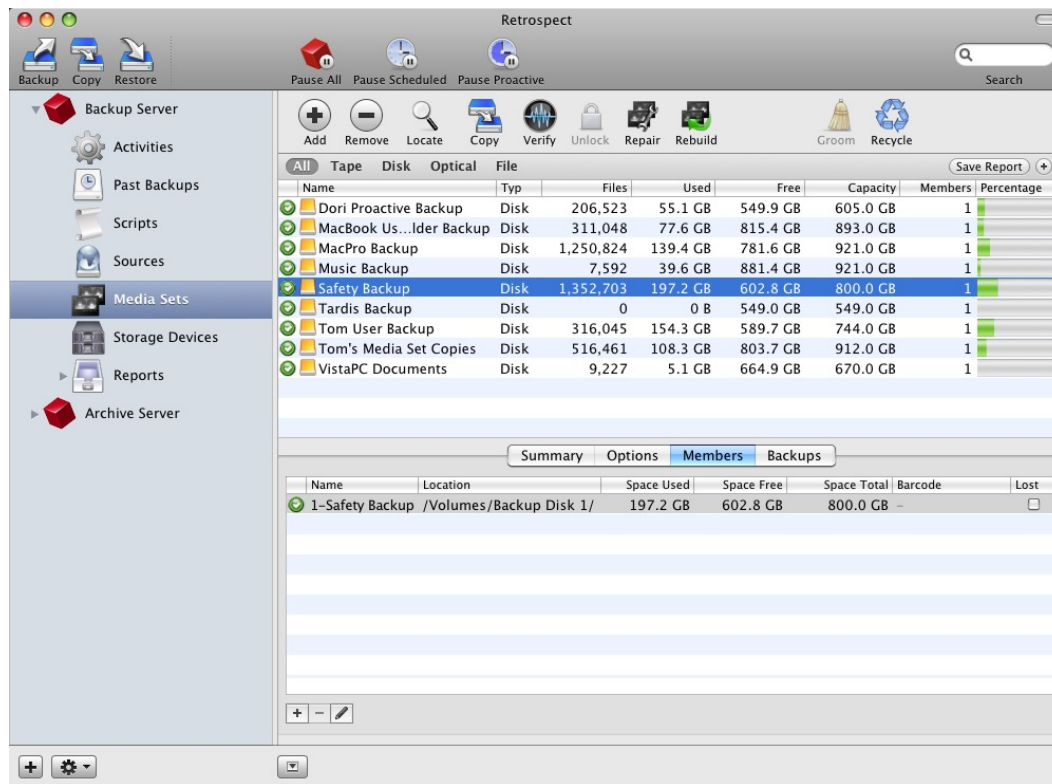 Retrospect
Backup Copy Restore Pause All Pause Scheduled Pause Proactive Search
Backup Server
Activities
Past Backups
Scripts
Sources
Media Sets
Storage Devices
Reports
Archive Server
Add Remove Locate Copy Verify Unlock Repair Rebuild Groom Recycle
All Tape Disk Optical File Save Report +
Name Typ Files Used Free Capacity Members Percentage
Dori Proactive Backup Disk 206,523 55.1 GB 549.9 GB 605.0 GB 1
MacBook Us...lder Backup Disk 311,048 77.6 GB 815.4 GB 893.0 GB 1
MacPro Backup Disk 1,250,824 139.4 GB 781.6 GB 921.0 GB 1
Music Backup Disk 7,592 39.6 GB 881.4 GB 921.0 GB 1
Safety Backup Disk 1,352,703 197.2 GB 602.8 GB 800.0 GB 1
Tardis Backup Disk 0 0 B 549.0 GB 549.0 GB 1
Tom User Backup Disk 316,045 154.3 GB 589.7 GB 744.0 GB 1
Tom's Media Set Copies Disk 516,461 108.3 GB 803.7 GB 912.0 GB 1
VistaPC Documents Disk 9,227 5.1 GB 664.9 GB 670.0 GB 1
Summary Options Members Backups
Name Location Space Used Space Free Space Total Barcode Lost
1-Safety Backup /Volumes/Backup Disk 1/ 197.2 GB 602.8 GB 800.0 GB –